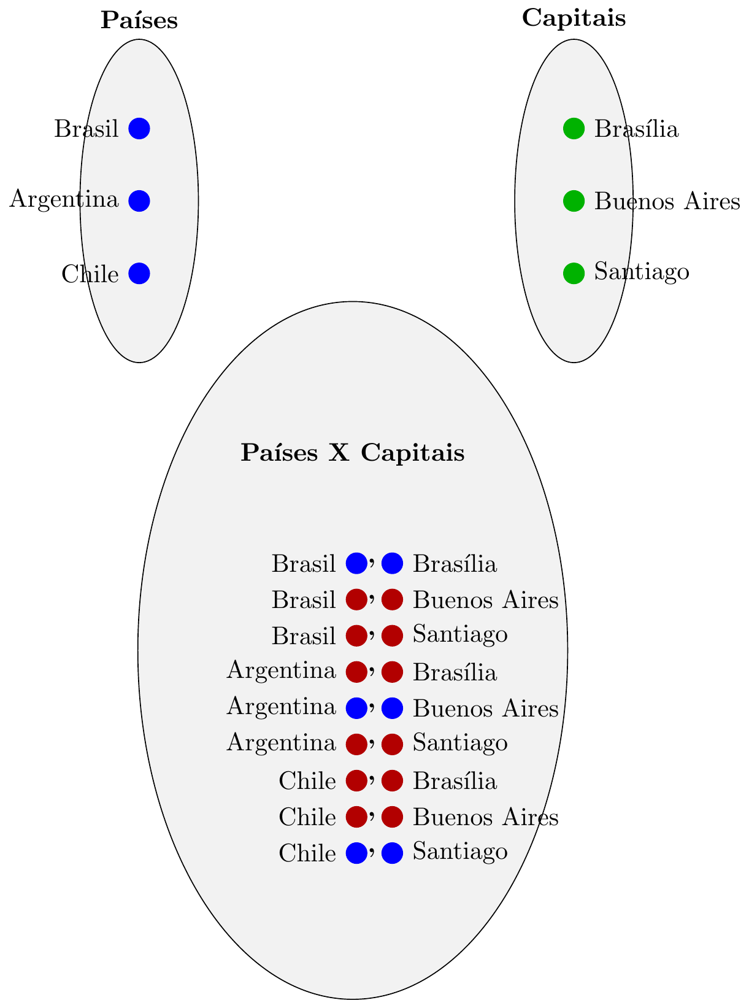 Países
Capitais
Brasil
Brasília
Argentina
Buenos Aires
Chile
Santiago
Países X Capitais
Brasil , Brasília
Brasil , Buenos Aires
Brasil , Santiago
Argentina , Brasília
Argentina , Buenos Aires
Argentina , Santiago
Chile , Brasília
Chile , Buenos Aires
Chile , Santiago